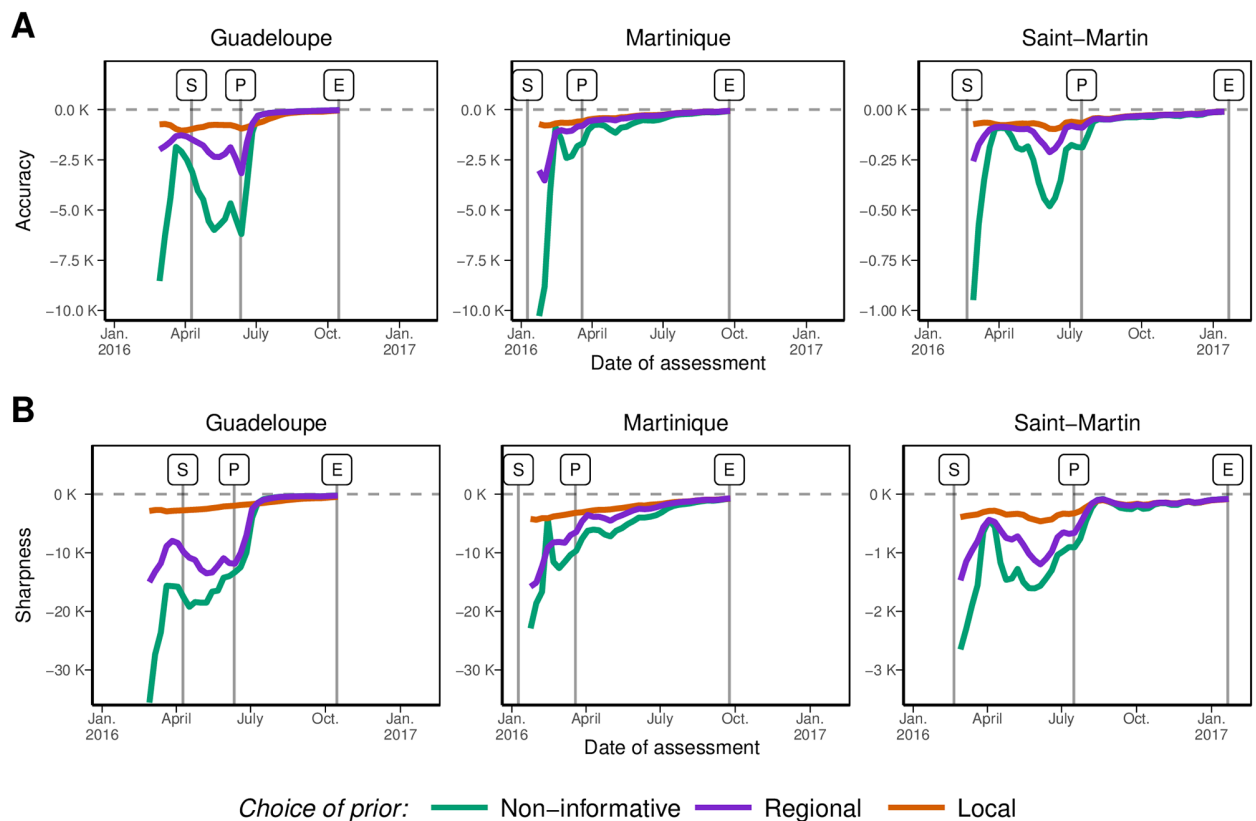 A
Guadeloupe
Martinique
Saint−Martin
S
P
E
S
P
E
S
P
E
Accuracy
0.0 K
−2.5 K
−5.0 K
−7.5 K
−10.0 K
0.0 K
−2.5 K
−5.0 K
−7.5 K
−10.0 K
0.00 K
−0.25 K
−0.50 K
−0.75 K
−1.00 K
Jan.
2016
April
July
Oct.
Jan.
2017
Jan.
2016
April
July
Oct.
Jan.
2017
Jan.
2016
April
July
Oct.
Jan.
2017
Date of assessment
B
Guadeloupe
Martinique
Saint−Martin
S
P
E
S
P
E
S
P
E
Sharpness
0 K
−10 K
−20 K
−30 K
0 K
−10 K
−20 K
−30 K
0 K
−1 K
−2 K
−3 K
Jan.
2016
April
July
Oct.
Jan.
2017
Jan.
2016
April
July
Oct.
Jan.
2017
Jan.
2016
April
July
Oct.
Jan.
2017
Date of assessment
Choice of prior: Non−informative Regional Local